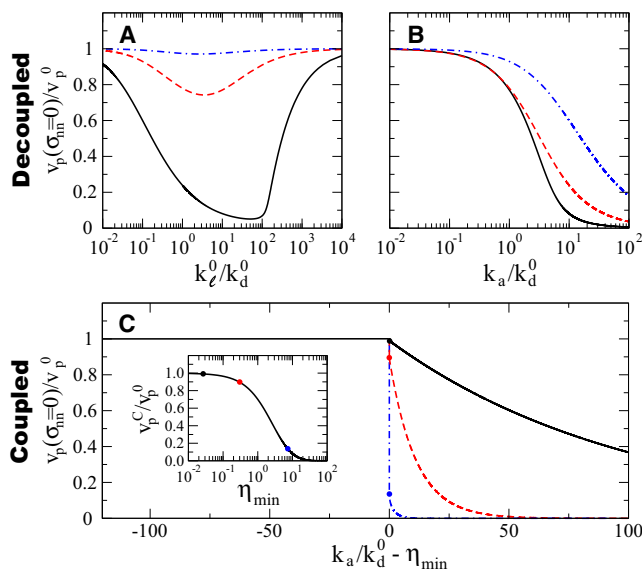 A
B
Decoupled
v_p(σ_nn=0)/v_p^0
1
0.8
0.6
0.4
0.2
0
10^-2 10^-1 10^0 10^1 10^2 10^3 10^4
k_ℓ^0/k_d^0
10^-2 10^-1 10^0 10^1 10^2
k_a/k_d^0
C
Coupled
v_p(σ_nn=0)/v_p^0
1
0.8
0.6
0.4
0.2
0
v_p^C/v_p^0
1.0
0.8
0.6
0.4
0.2
0.0
10^-2 10^-1 10^0 10^1 10^2
η_min
-100 -50 0 50 100
k_a/k_d^0 - η_min